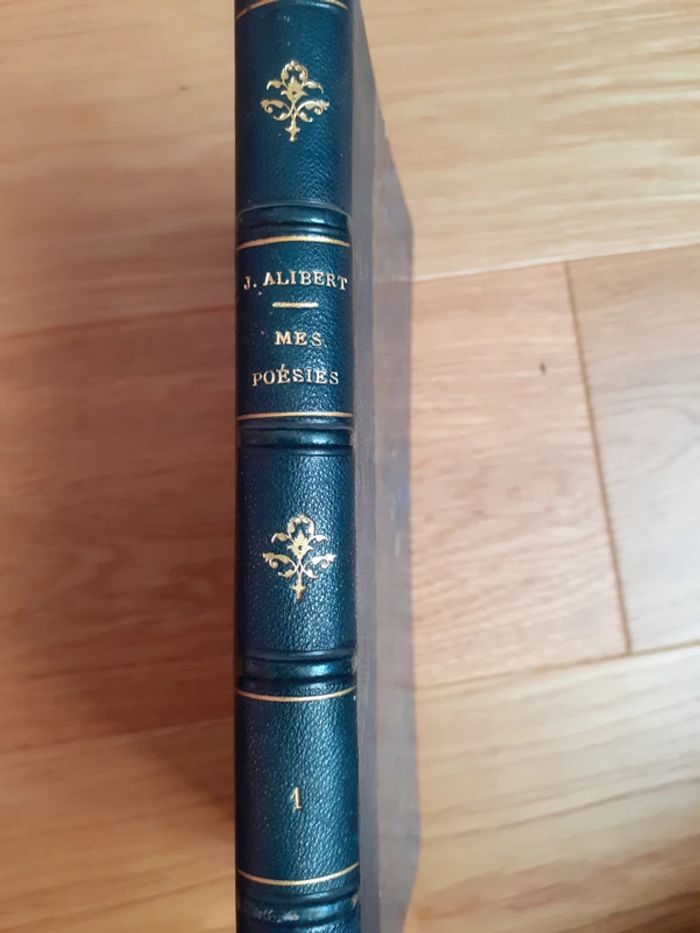 J. ALIBERT
MES
POÉSIES
1